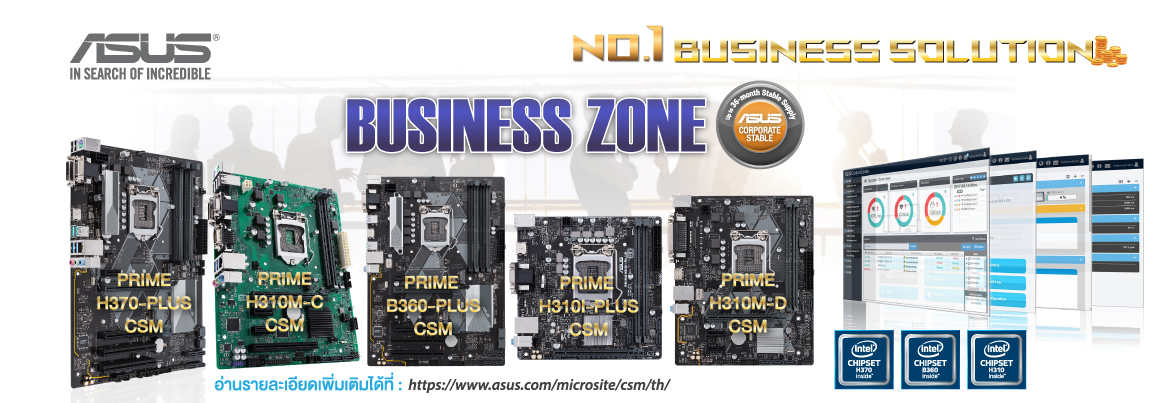 ASUS®
IN SEARCH OF INCREDIBLE
NO.1 BUSINESS SOLUTION
BUSINESS ZONE
Up to 36-month Stable Supply
ASUS
CORPORATE
STABLE
PRIME
H370-PLUS
CSM
PRIME
H310M-C
CSM
PRIME
B360-PLUS
CSM
PRIME
H310I-PLUS
CSM
PRIME
H310M-D
CSM
อ่านรายละเอียดเพิ่มเติมได้ที่ : https://www.asus.com/microsite/csm/th/
intel
CHIPSET
H370
inside™
intel
CHIPSET
B360
inside™
intel
CHIPSET
H310
inside™